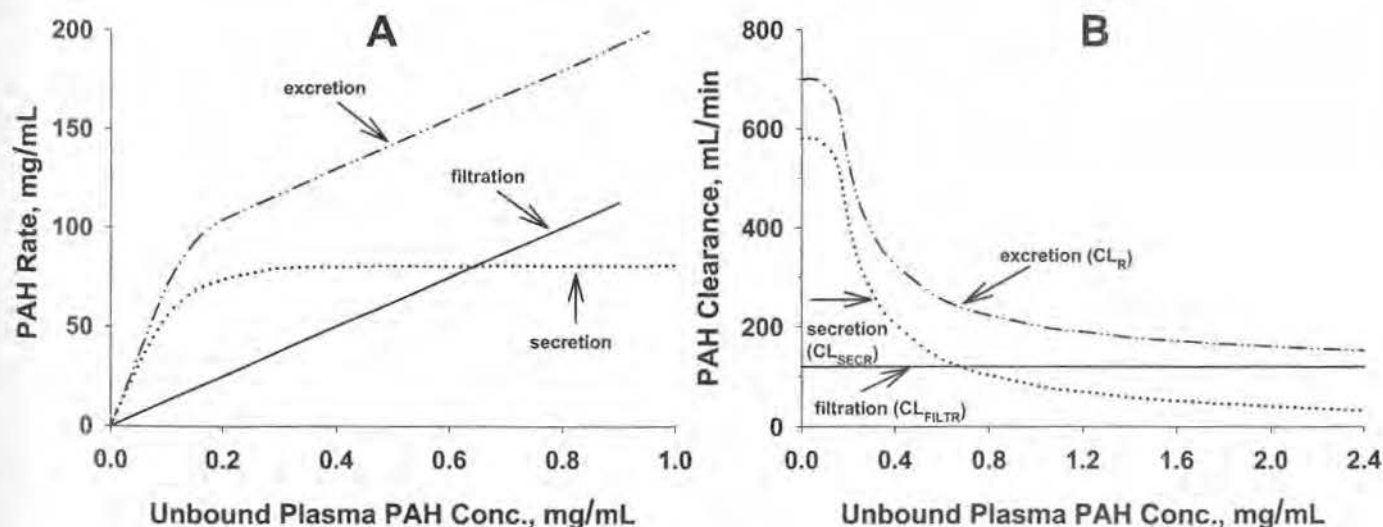 A
200
150
100
50
0
PAH Rate, mg/mL
excretion
filtration
secretion
0.0 0.2 0.4 0.6 0.8 1.0
Unbound Plasma PAH Conc., mg/mL
B
800
600
400
200
0
PAH Clearance, mL/min
excretion (CL_R)
secretion
(CL_SECR)
filtration (CL_FILTR)
0.0 0.4 0.8 1.2 1.6 2.0 2.4
Unbound Plasma PAH Conc., mg/mL